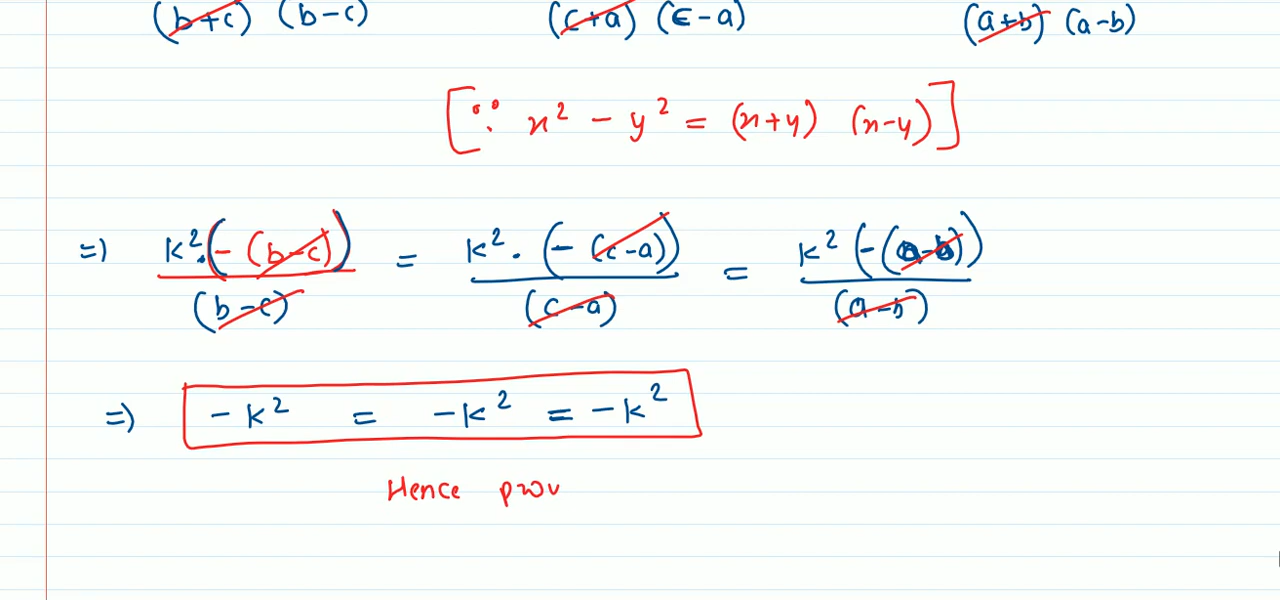 (b+c) (b-c) (c+a) (c-a) (a+b) (a-b)
[∵ x² - y² = (x+y) (x-y)]
⇒) k².(-(b-c)) / (b-c) = k².(-(c-a)) / (c-a) = k²(-(a-b)) / (a-b)
⇒) -k² = -k² = -k²
Hence prov